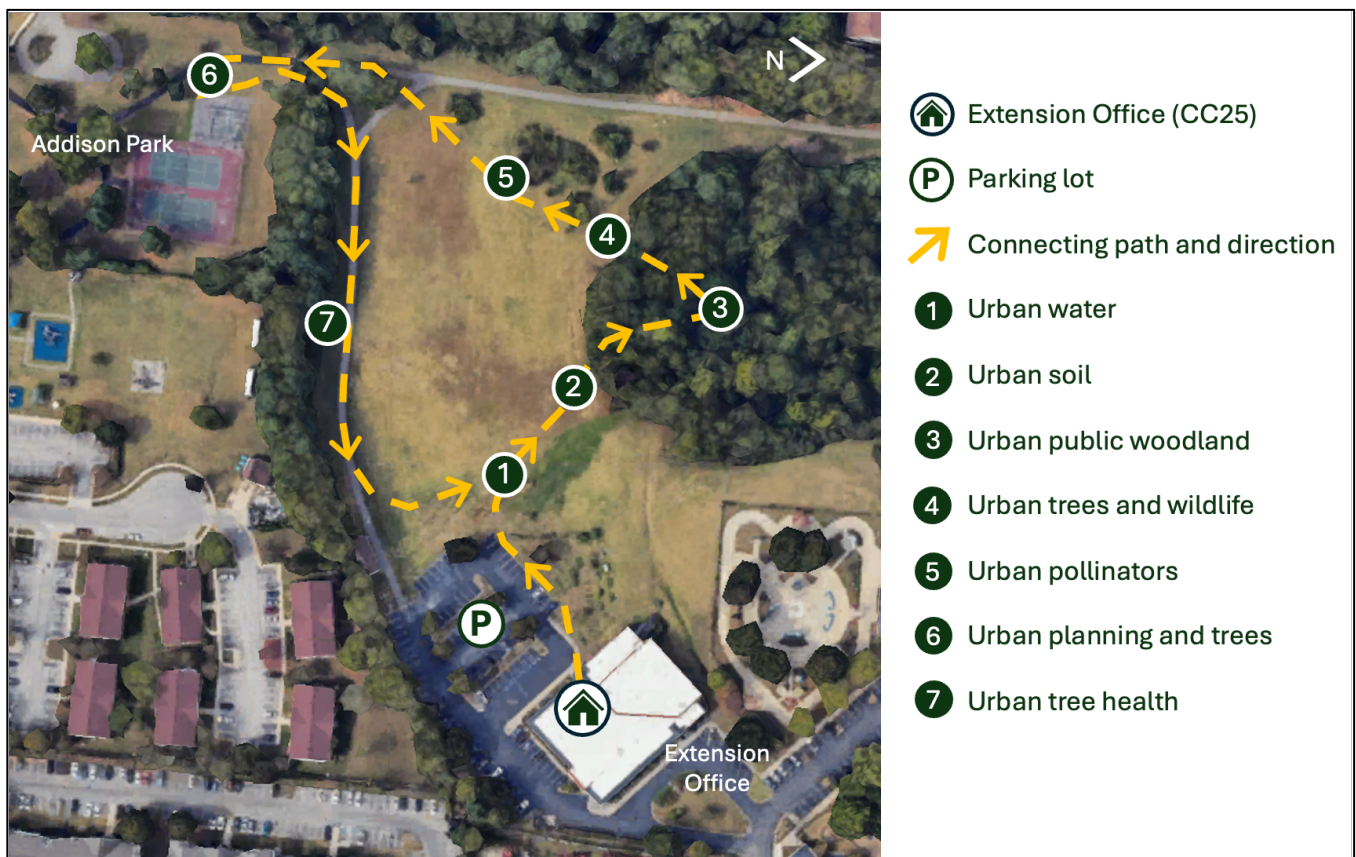 N
6
Addison Park
5
4
3
7
2
1
P
Extension
Office
Extension Office (CC25)
P Parking lot
Connecting path and direction
1 Urban water
2 Urban soil
3 Urban public woodland
4 Urban trees and wildlife
5 Urban pollinators
6 Urban planning and trees
7 Urban tree health